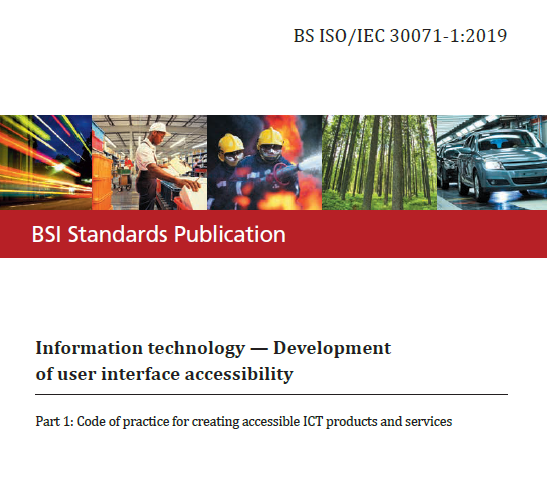 BS ISO/IEC 30071-1:2019
BSI Standards Publication
Information technology — Development
of user interface accessibility
Part 1: Code of practice for creating accessible ICT products and services